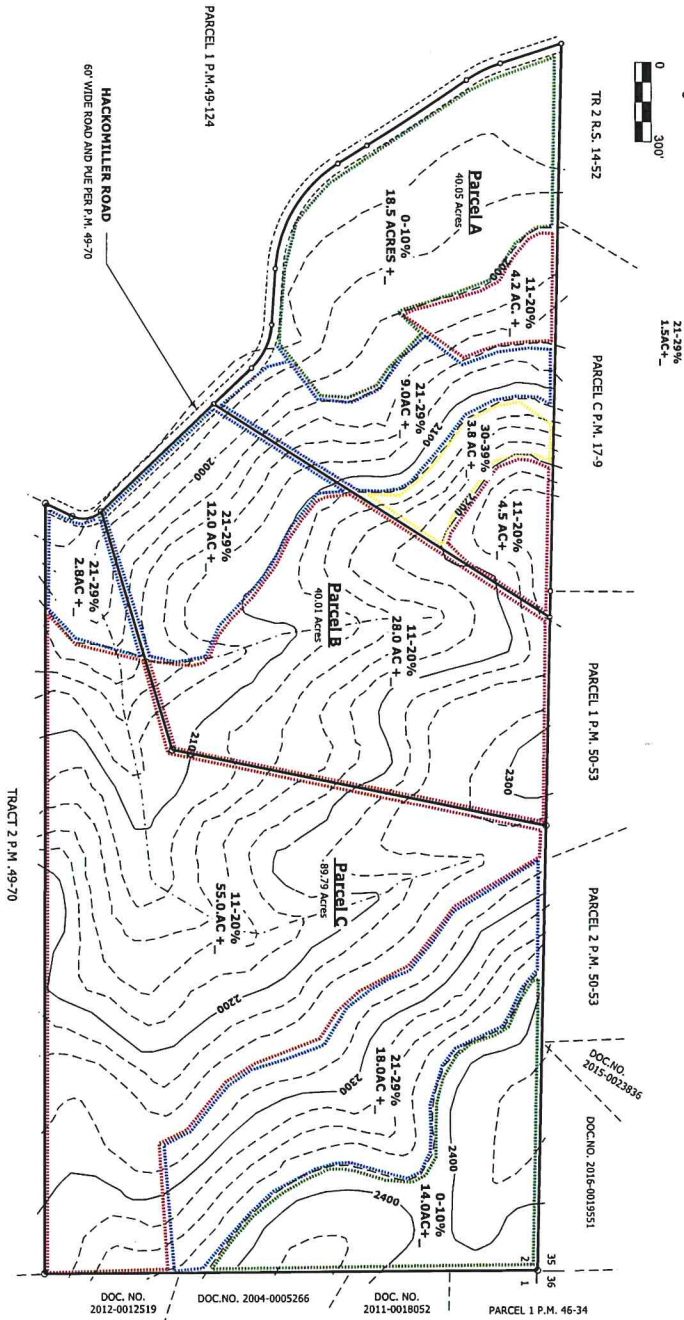 0
300'
TR 2 R.S. 14-52
21-29%
1.5AC+_
PARCEL C P.M. 17-9
PARCEL 1 P.M. 50-53
PARCEL 2 P.M. 50-53
DOC.NO.
2015-0023836
DOC.NO. 2016-0019551
PARCEL 1 P.M.49-124
HACKOMILLER ROAD
60' WIDE ROAD AND PUE PER P.M. 49-70
Parcel A
40.05 Acres
0-10%
18.5 ACRES +_
2000
11-20%
4.2 AC. +_
21-29%
9.0AC +_
2100
30-39%
3.8 AC +_
2200
11-20%
4.5 AC+_
2000
21-29%
12.0 AC +_
21-29%
2.8AC +_
Parcel B
40.01 Acres
11-20%
28.0 AC +_
2100
2300
Parcel C
89.79 Acres
11-20%
55.0.AC +_
2200
2300
21-29%
18.0AC +_
2400
2400
0-10%
14.0AC+_
35
36
2
1
TRACT 2 P.M .49-70
DOC. NO.
2012-0012519
DOC.NO. 2004-0005266
DOC. NO.
2011-0018052
PARCEL 1 P.M. 46-34